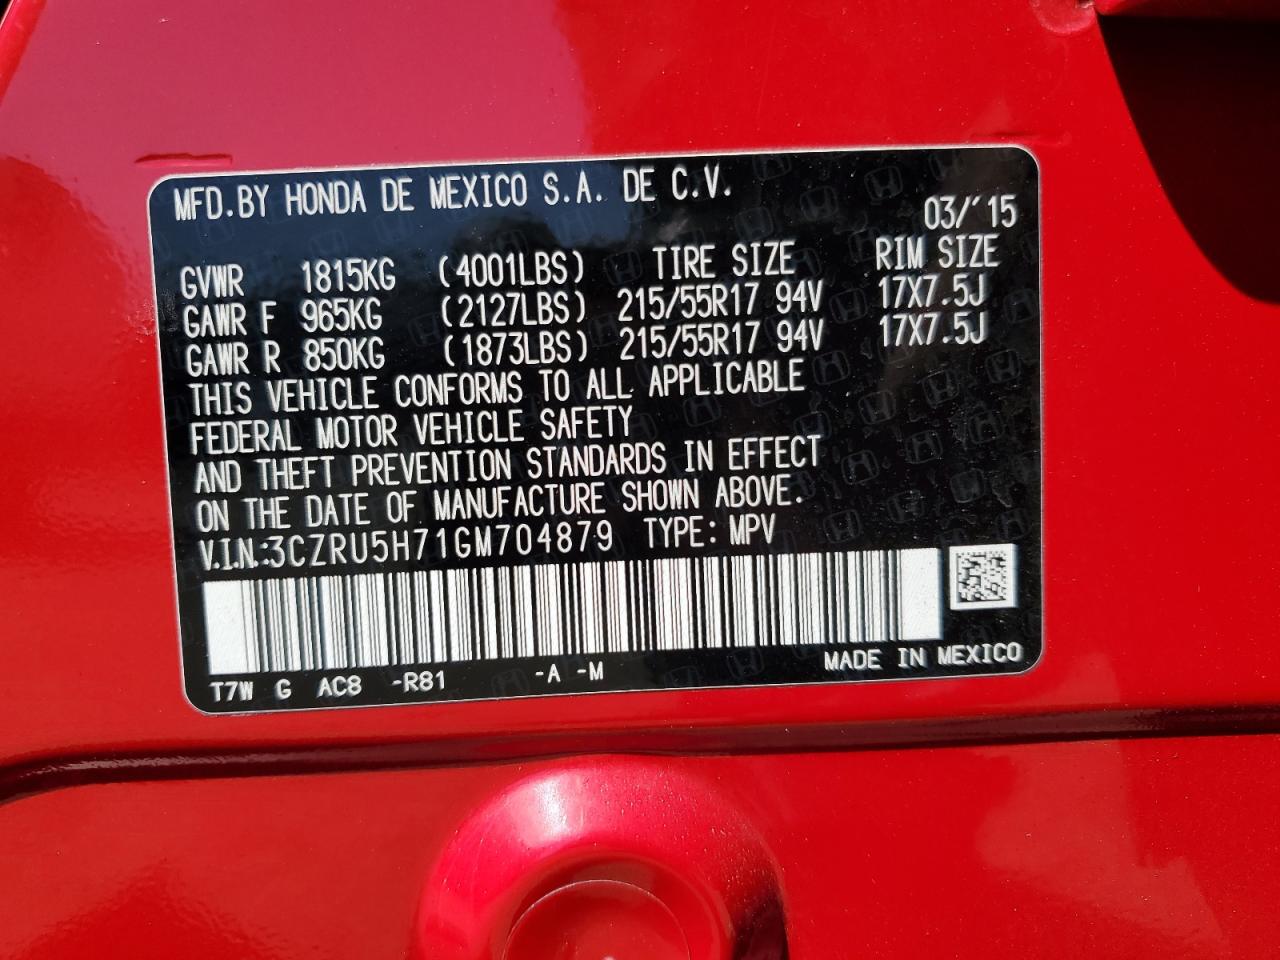 MFD.BY HONDA DE MEXICO S.A. DE C.V.
03/'15
GVWR 1815KG (4001LBS) TIRE SIZE RIM SIZE
GAWR F 965KG (2127LBS) 215/55R17 94V 17X7.5J
GAWR R 850KG (1873LBS) 215/55R17 94V 17X7.5J
THIS VEHICLE CONFORMS TO ALL APPLICABLE
FEDERAL MOTOR VEHICLE SAFETY
AND THEFT PREVENTION STANDARDS IN EFFECT
ON THE DATE OF MANUFACTURE SHOWN ABOVE.
V.I.N.:3CZRU5H71GM704879 TYPE: MPV
T7W G AC8 -R81 -A -M MADE IN MEXICO